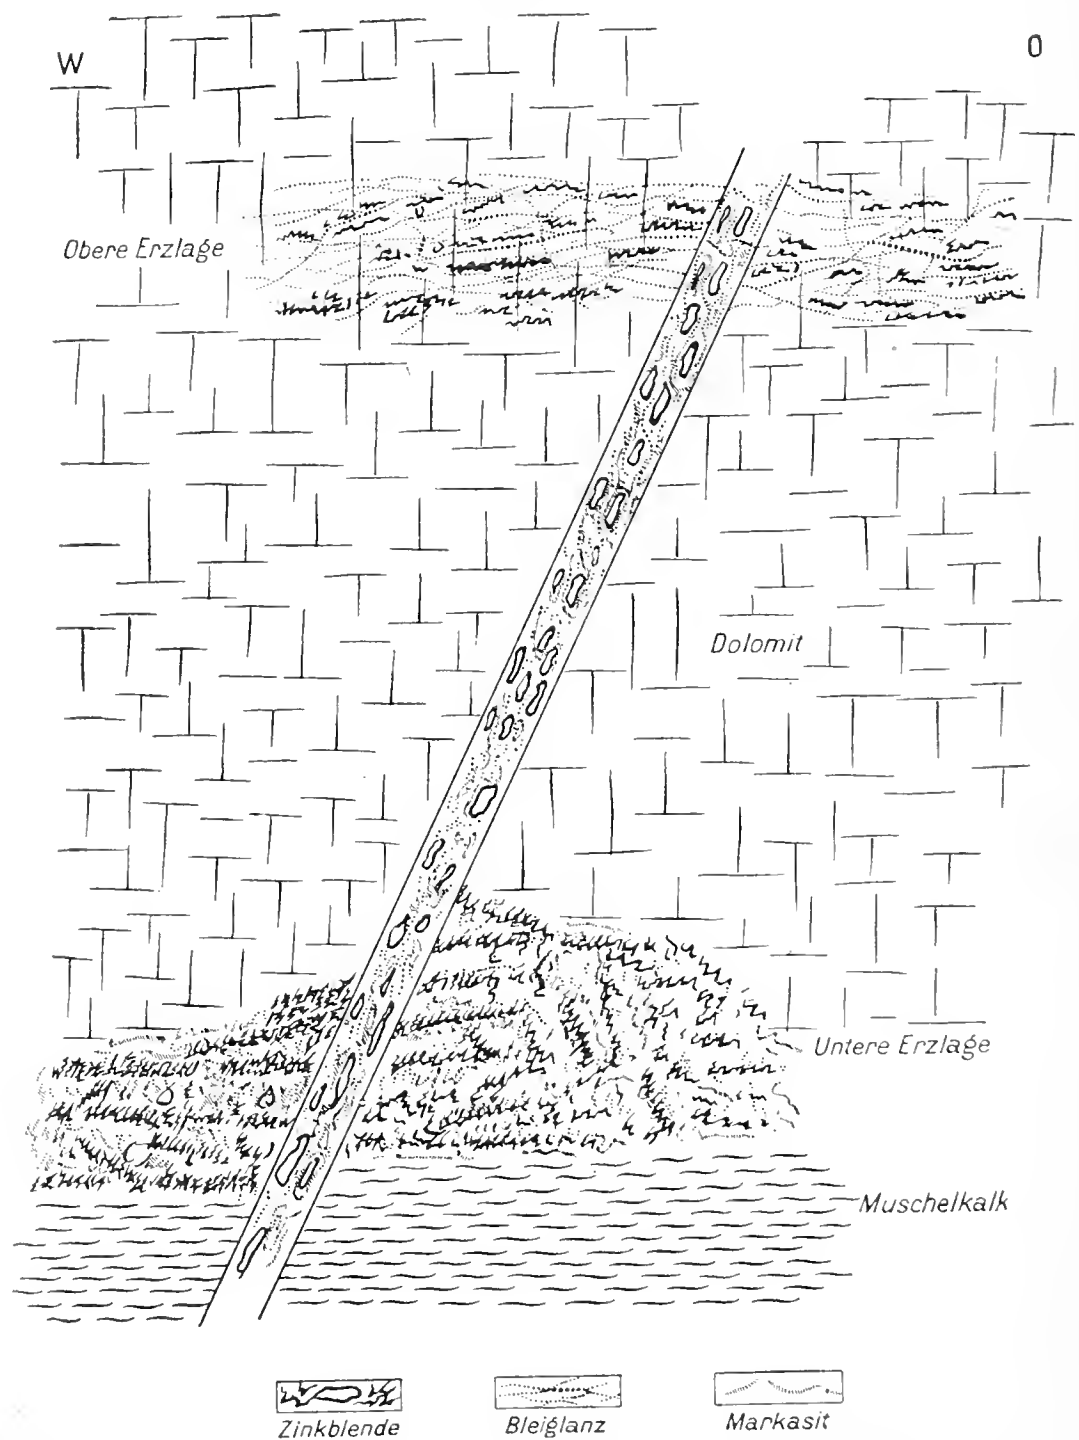 W
O
Obere Erzlage
Dolomit
Untere Erzlage
Muschelkalk
Zinkblende
Bleiglanz
Markasit